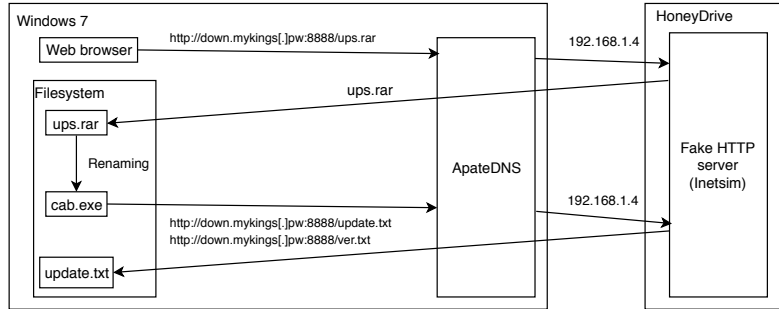 Windows 7
HoneyDrive
Web browser
http://down.mykings[.]pw:8888/ups.rar
192.168.1.4
Filesystem
ups.rar
ups.rar
Renaming
ApateDNS
Fake HTTP
server
(Inetsim)
cab.exe
192.168.1.4
http://down.mykings[.]pw:8888/update.txt
http://down.mykings[.]pw:8888/ver.txt
update.txt